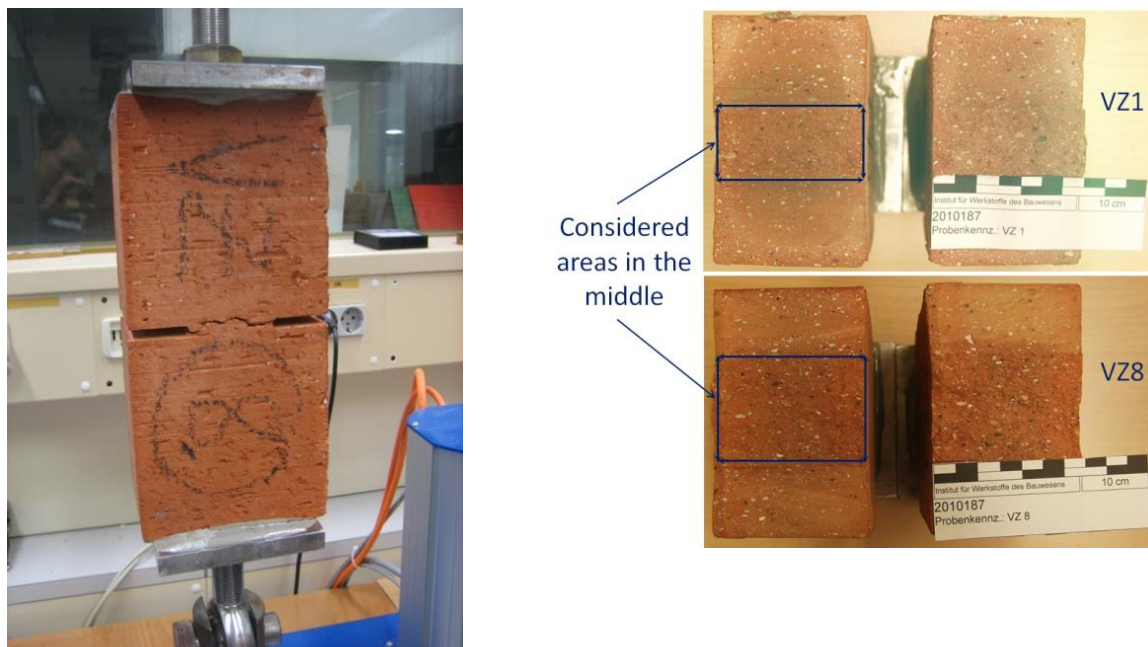 VZ
Considered
areas in the
middle
VZ1
Institut für Werkstoffe des Bauwesens
10 cm
2010187
Probenkennz.: VZ 1
VZ8
Institut für Werkstoffe des Bauwesens
10 cm
2010187
Probenkennz.: VZ 8